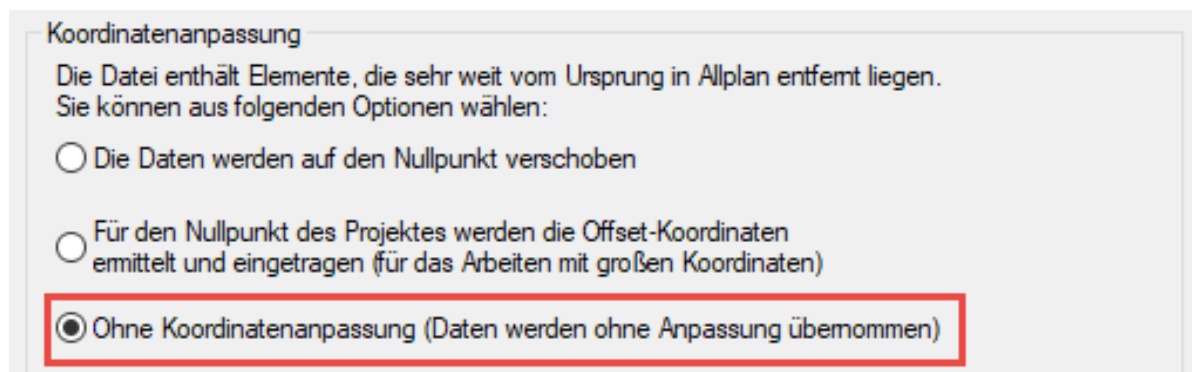 Koordinatenanpassung
Die Datei enthält Elemente, die sehr weit vom Ursprung in Allplan entfernt liegen.
Sie können aus folgenden Optionen wählen:
Die Daten werden auf den Nullpunkt verschoben
Für den Nullpunkt des Projektes werden die Offset-Koordinaten
ermittelt und eingetragen (für das Arbeiten mit großen Koordinaten)
Ohne Koordinatenanpassung (Daten werden ohne Anpassung übernommen)